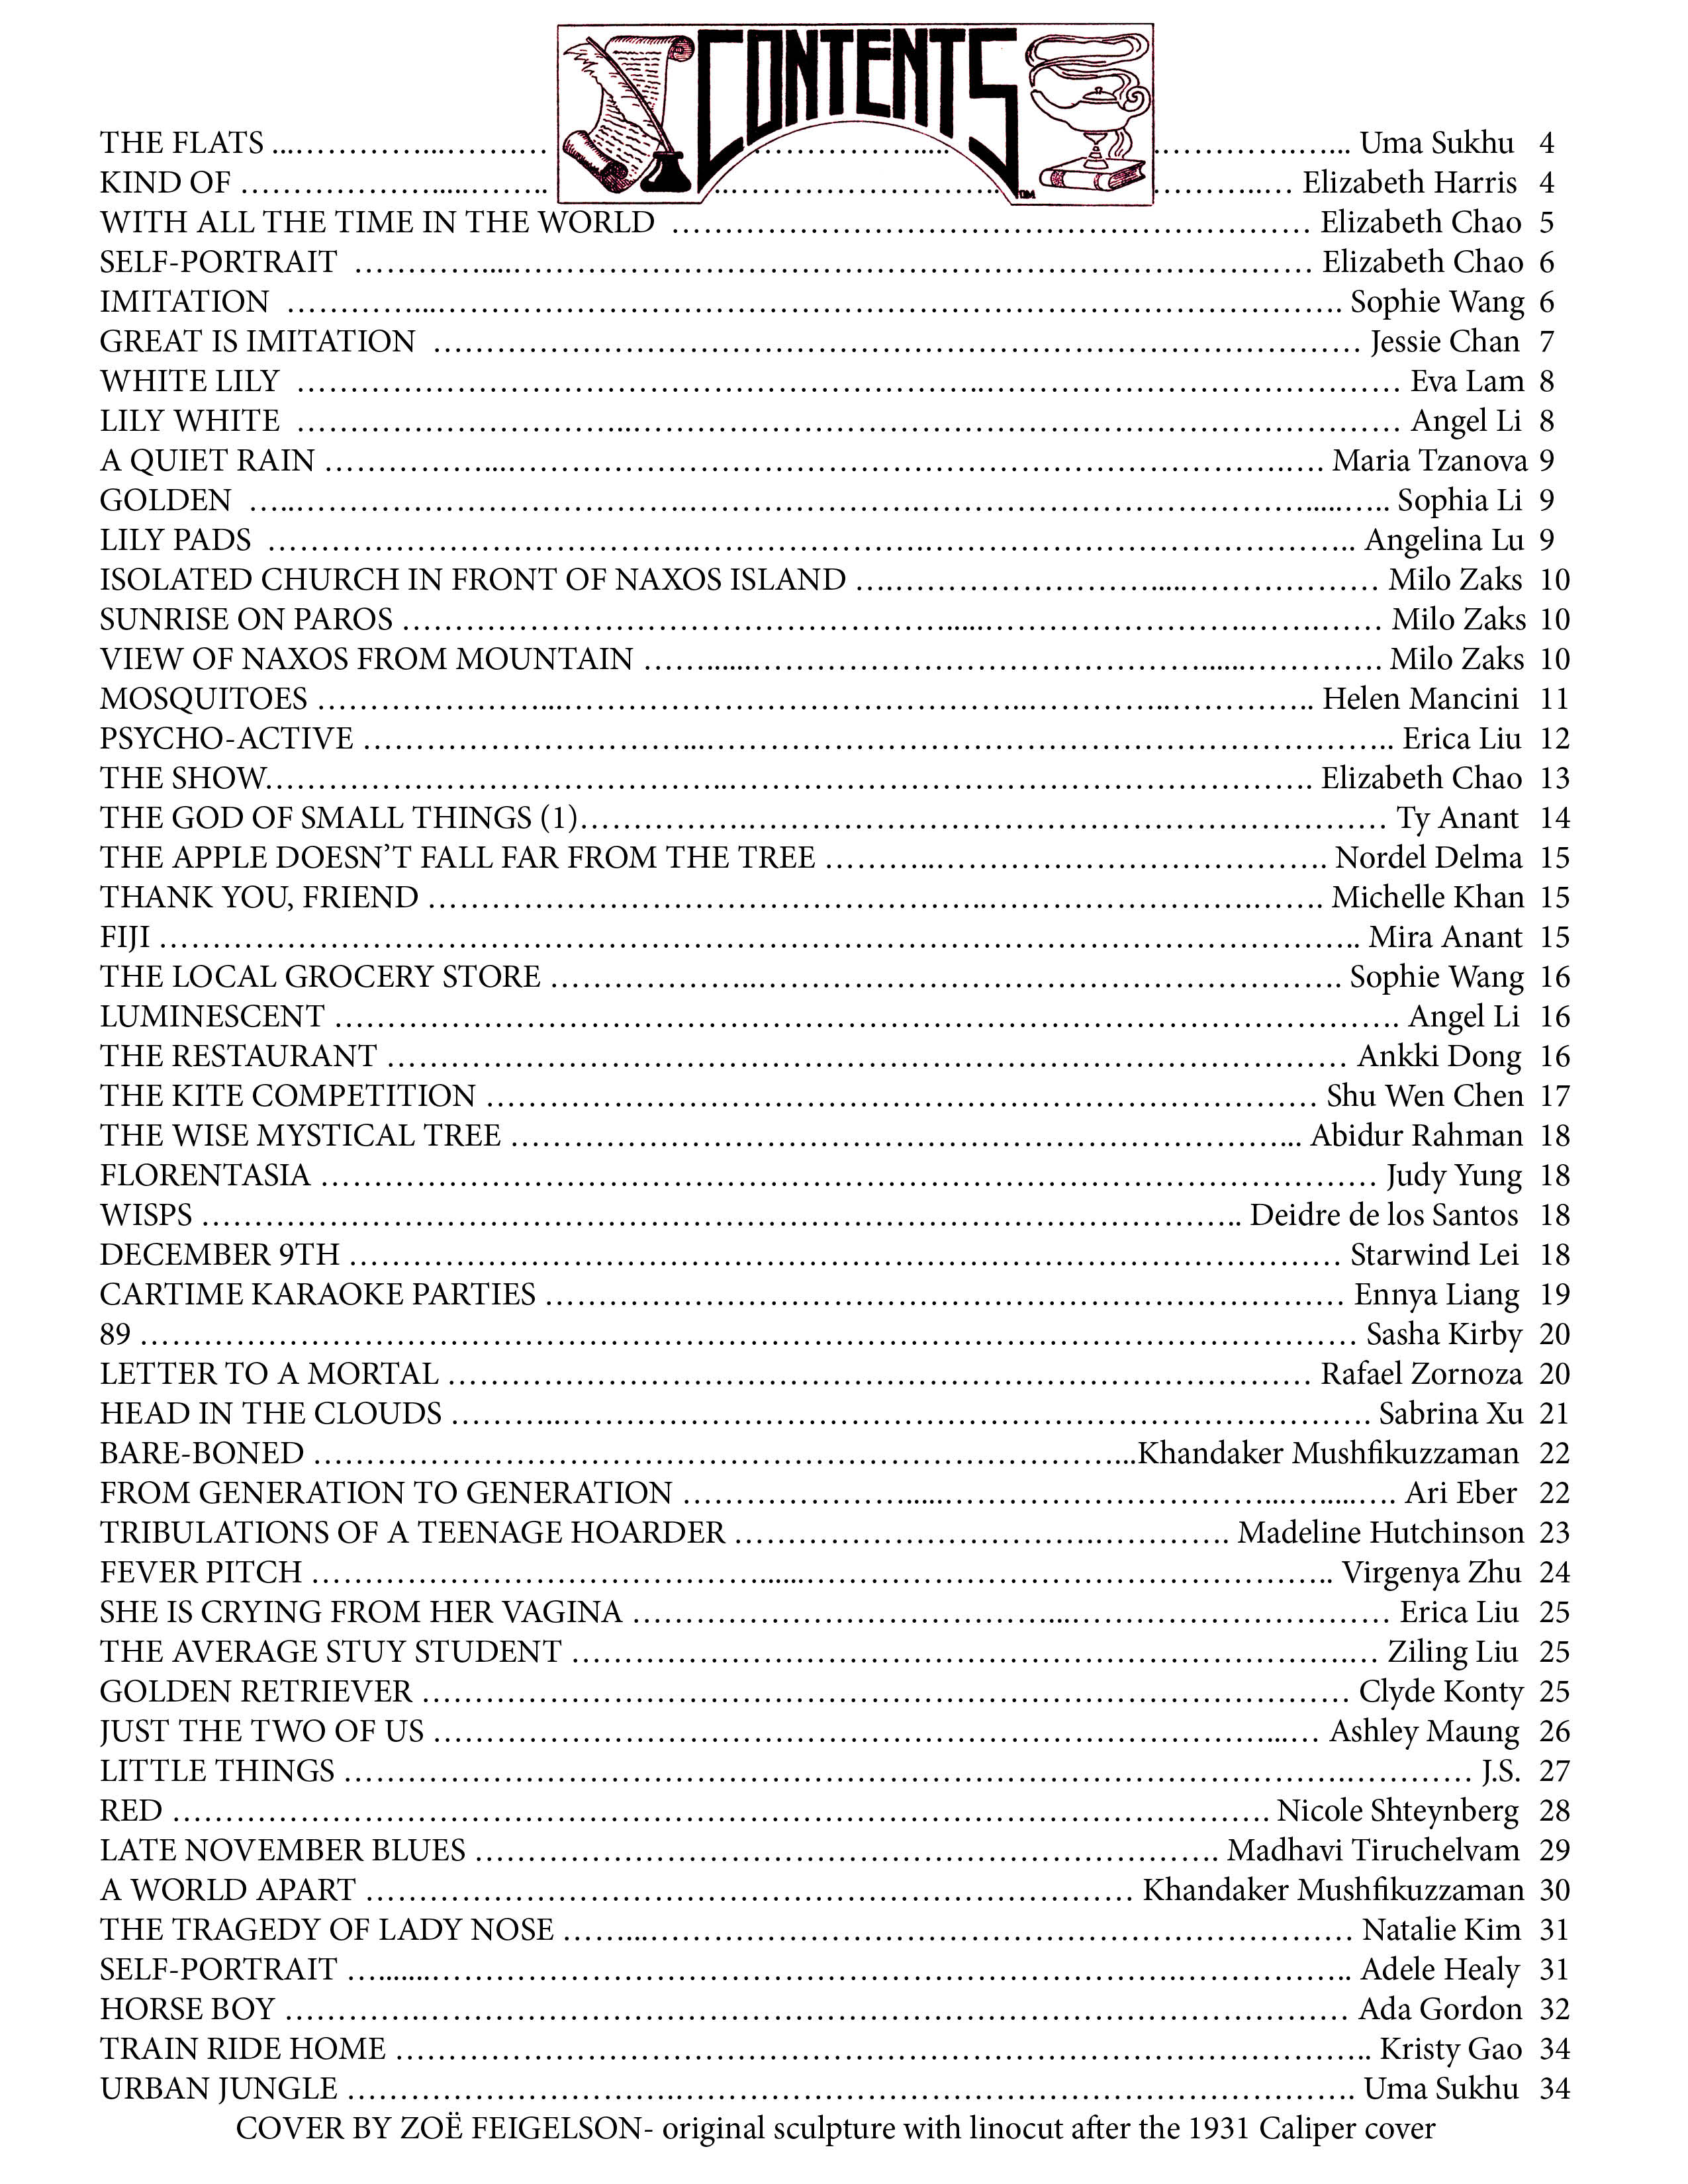 CONTENTS
THE FLATS ........................ Uma Sukhu 4
KIND OF ........................ Elizabeth Harris 4
WITH ALL THE TIME IN THE WORLD ........................ Elizabeth Chao 5
SELF-PORTRAIT ........................ Elizabeth Chao 6
IMITATION ........................ Sophie Wang 6
GREAT IS IMITATION ........................ Jessie Chan 7
WHITE LILY ........................ Eva Lam 8
LILY WHITE ........................ Angel Li 8
A QUIET RAIN ........................ Maria Tzanova 9
GOLDEN ........................ Sophia Li 9
LILY PADS ........................ Angelina Lu 9
ISOLATED CHURCH IN FRONT OF NAXOS ISLAND ........................ Milo Zaks 10
SUNRISE ON PAROS ........................ Milo Zaks 10
VIEW OF NAXOS FROM MOUNTAIN ........................ Milo Zaks 10
MOSQUITOES ........................ Helen Mancini 11
PSYCHO-ACTIVE ........................ Erica Liu 12
THE SHOW........................ Elizabeth Chao 13
THE GOD OF SMALL THINGS (1)........................ Ty Anant 14
THE APPLE DOESN’T FALL FAR FROM THE TREE ........................ Nordel Delma 15
THANK YOU, FRIEND ........................ Michelle Khan 15
FIJI ........................ Mira Anant 15
THE LOCAL GROCERY STORE ........................ Sophie Wang 16
LUMINESCENT ........................ Angel Li 16
THE RESTAURANT ........................ Ankki Dong 16
THE KITE COMPETITION ........................ Shu Wen Chen 17
THE WISE MYSTICAL TREE ........................ Abidur Rahman 18
FLORENTASIA ........................ Judy Yung 18
WISPS ........................ Deidre de los Santos 18
DECEMBER 9TH ........................ Starwind Lei 18
CARTIME KARAOKE PARTIES ........................ Ennya Liang 19
89 ........................ Sasha Kirby 20
LETTER TO A MORTAL ........................ Rafael Zornoza 20
HEAD IN THE CLOUDS ........................ Sabrina Xu 21
BARE-BONED ........................Khandaker Mushfikuzzaman 22
FROM GENERATION TO GENERATION ........................ Ari Eber 22
TRIBULATIONS OF A TEENAGE HOARDER ........................ Madeline Hutchinson 23
FEVER PITCH ........................ Virgenya Zhu 24
SHE IS CRYING FROM HER VAGINA ........................ Erica Liu 25
THE AVERAGE STUY STUDENT ........................ Ziling Liu 25
GOLDEN RETRIEVER ........................ Clyde Konty 25
JUST THE TWO OF US ........................ Ashley Maung 26
LITTLE THINGS ........................ J.S. 27
RED ........................ Nicole Shteynberg 28
LATE NOVEMBER BLUES ........................ Madhavi Tiruchelvam 29
A WORLD APART ........................ Khandaker Mushfikuzzaman 30
THE TRAGEDY OF LADY NOSE ........................ Natalie Kim 31
SELF-PORTRAIT ........................ Adele Healy 31
HORSE BOY ........................ Ada Gordon 32
TRAIN RIDE HOME ........................ Kristy Gao 34
URBAN JUNGLE ........................ Uma Sukhu 34
COVER BY ZOË FEIGELSON- original sculpture with linocut after the 1931 Caliper cover